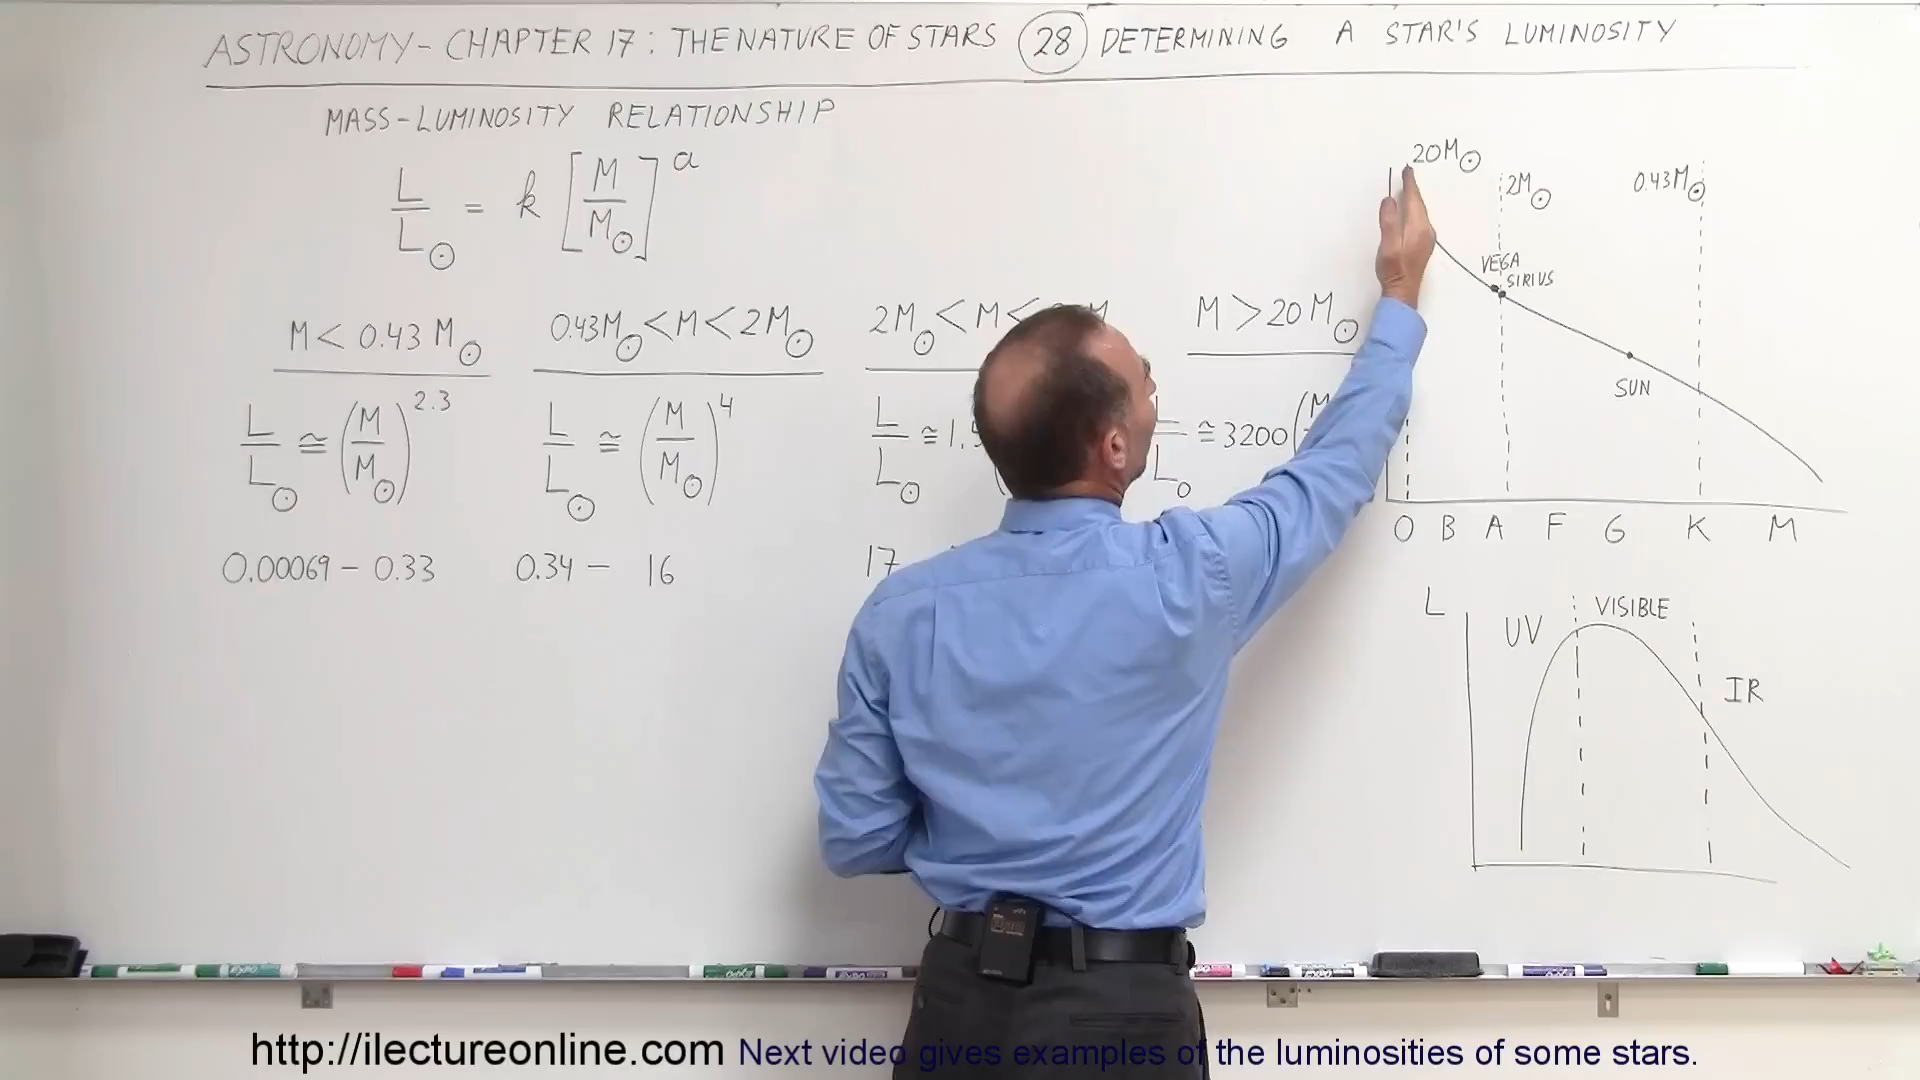 ASTRONOMY - CHAPTER 17: THE NATURE OF STARS 28 DETERMINING A STAR'S LUMINOSITY
MASS-LUMINOSITY RELATIONSHIP
L/L☉ = k [M/M☉]^a
M < 0.43 M☉
0.43M☉ < M < 2M☉
2M☉ < M <
M > 20 M☉
L/L☉ ≅ (M/M☉)^2.3
L/L☉ ≅ (M/M☉)^4
L/L☉ ≅ 1.5
≅ 3200
0.00069 - 0.33
0.34 - 16
17
20M☉
2M☉
0.43M☉
VEGA
SIRIUS
SUN
O B A F G K M
L
UV
VISIBLE
IR
http://ilectureonline.com Next video gives examples of the luminosities of some stars.